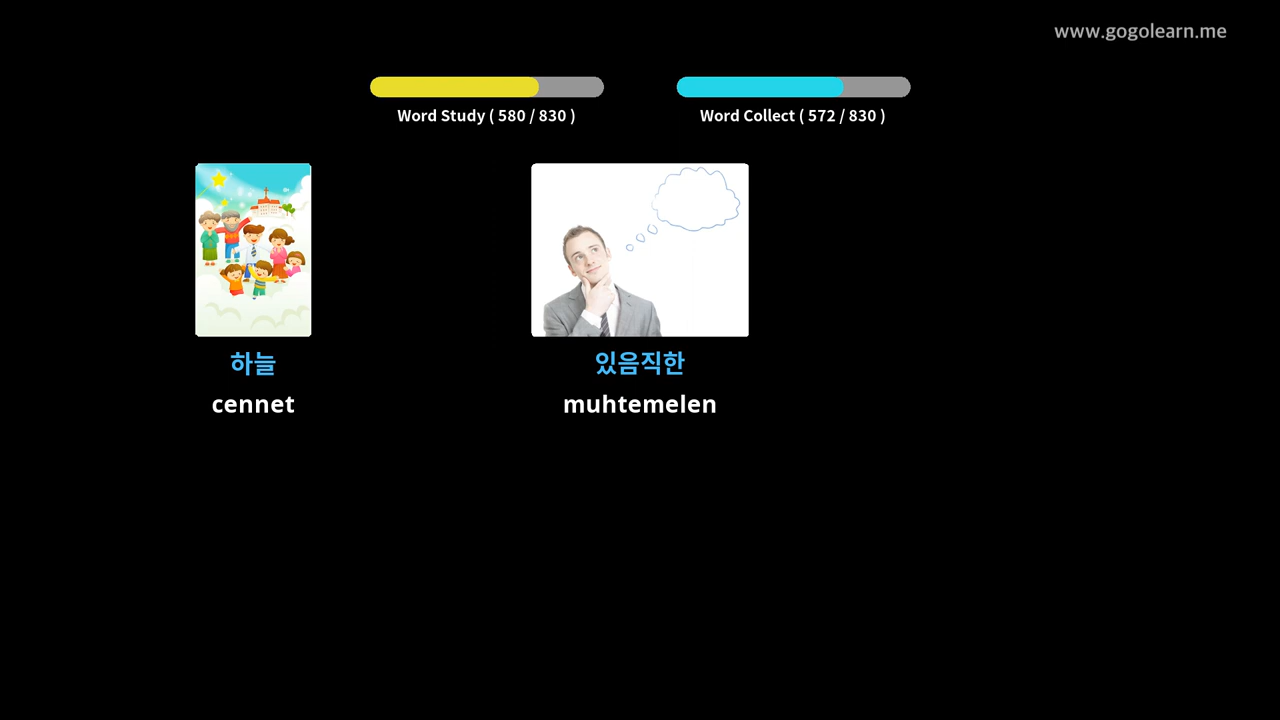 www.gogolearn.me
Word Study ( 580 / 830 )
Word Collect ( 572 / 830 )
하늘
cennet
있음직한
muhtemelen